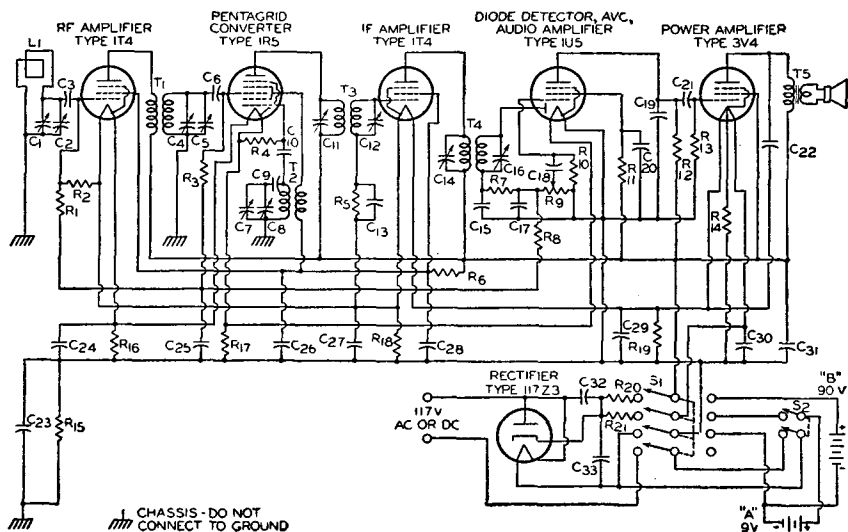 RF AMPLIFIER
TYPE 1T4
PENTAGRID
CONVERTER
TYPE 1R5
IF AMPLIFIER
TYPE 1T4
DIODE DETECTOR, AVC,
AUDIO AMPLIFIER
TYPE 1U5
POWER AMPLIFIER
TYPE 3V4
L1
C3
C1
C2
T1
C4
C5
C6
R1
R2
R3
R4
C10
C9
T2
C7
C8
C11
T3
C12
R5
C13
T4
C14
C16
C15
R7
C17
C18
R9
R10
R8
R6
R11
C20
C19
C21
R12
R13
R14
C22
T5
C24
R16
C25
R17
C26
C27
R18
C28
C29
R19
C30
C31
C23
R15
RECTIFIER
TYPE 117Z3
117V
AC OR DC
C32
R20
R21
C33
S1
S2
"B"
90V
"A"
9V
CHASSIS - DO NOT
CONNECT TO GROUND